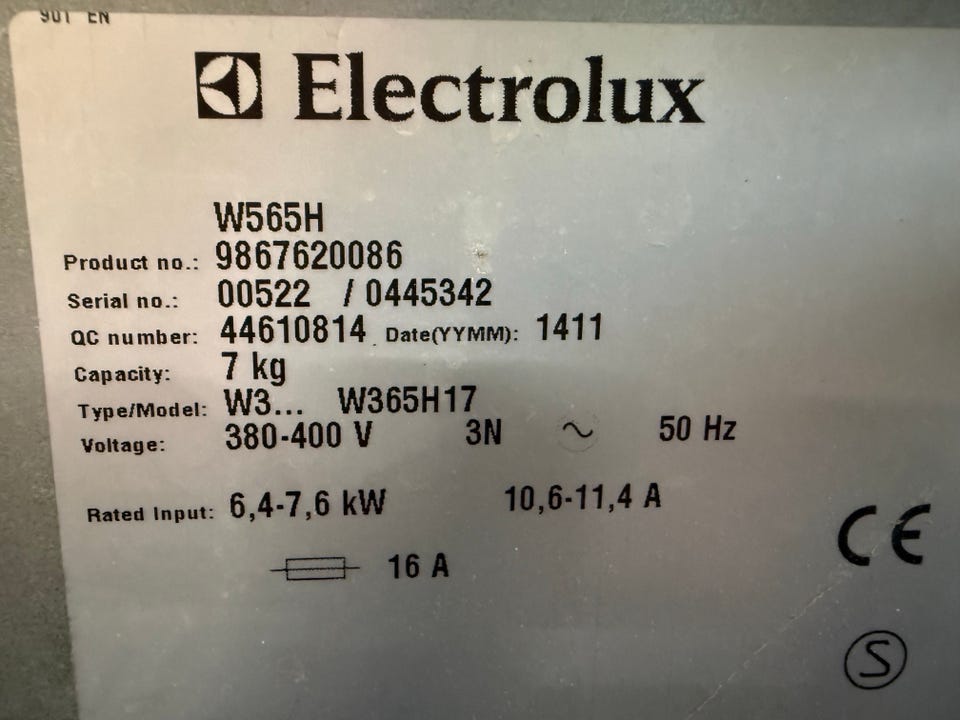 901 EN
Electrolux
W565H
Product no.: 9867620086
Serial no.: 00522 / 0445342
QC number: 44610814 Date(YYMM): 1411
Capacity: 7 kg
Type/Model: W3... W365H17
Voltage: 380-400 V 3N ~ 50 Hz
Rated Input: 6,4-7,6 kW 10,6-11,4 A
16 A
CE
S